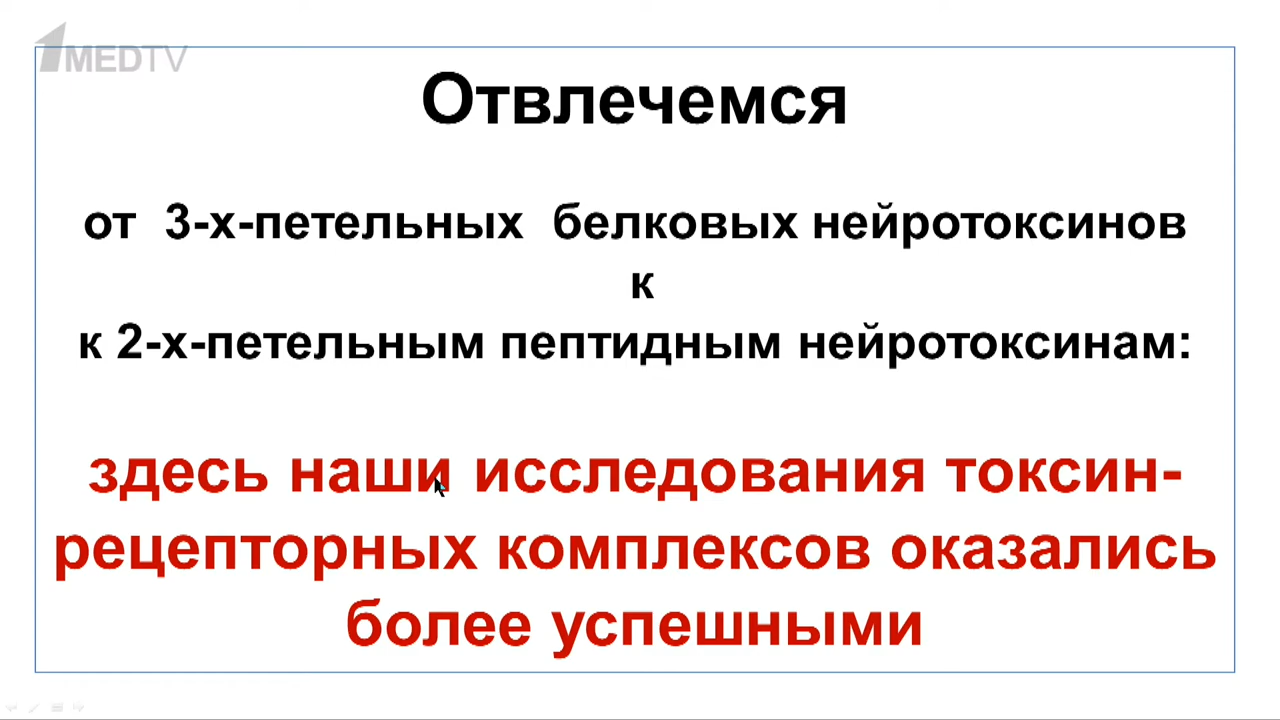 1MEDTV
Отвлечемся
от 3-х-петельных белковых нейротоксинов
к
к 2-х-петельным пептидным нейротоксинам:
здесь наши исследования токсин-
рецепторных комплексов оказались
более успешными